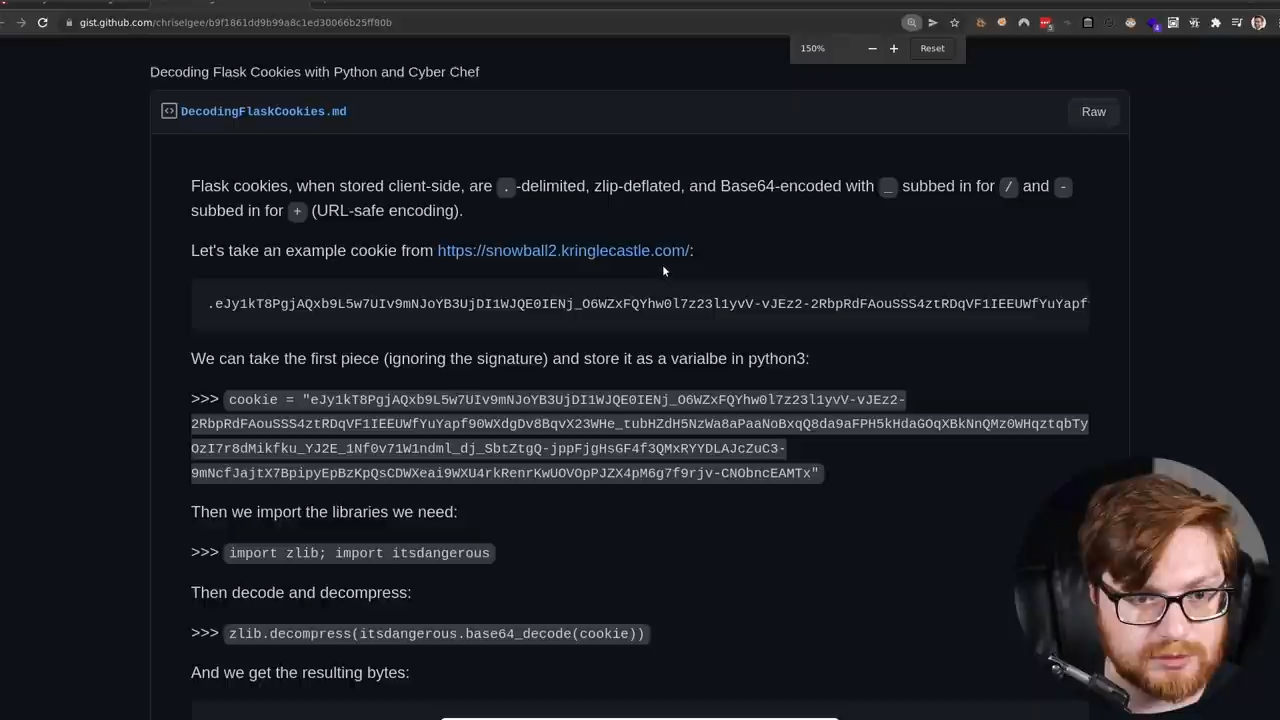 gist.github.com/chriselgee/b9f1861dd9b99a8c1ed30066b25ff80b
150%
Reset
Decoding Flask Cookies with Python and Cyber Chef
DecodingFlaskCookies.md
Raw
Flask cookies, when stored client-side, are . -delimited, zlip-deflated, and Base64-encoded with _ subbed in for / and -
subbed in for + (URL-safe encoding).
Let's take an example cookie from https://snowball2.kringlecastle.com/:
.eJy1kT8PgjAQxb9L5w7UIv9mNJoYB3UjDI1WJQE0IENj_O6WZxFQYhw0l7z23l1yvV-vJEz2-2RbpRdFAouSSS4ztRDqVF1IEEUWfYuYapf
We can take the first piece (ignoring the signature) and store it as a varialbe in python3:
>>> cookie = "eJy1kT8PgjAQxb9L5w7UIv9mNJoYB3UjDI1WJQE0IENj_O6WZxFQYhw0l7z23l1yvV-vJEz2-
2RbpRdFAouSSS4ztRDqVF1IEEUWfYuYapf90WXdgDv8BqvX23WHe_tubHZdH5NzWa8aPaaNoBxqQ8da9aFPH5kHdaGOqXBkNnQMz0WHqztqbTy
OzI7r8dMikfku_YJ2E_1Nf0v71W1ndml_dj_SbtZtgQ-jppFjgHsGF4f3QMxRYYDLAJcZuC3-
9mNcfJajtX7BpipyEpBzKpQsCDWXeai9WXU4rkRenrKwUOVOpPJZX4pM6g7f9rjv-CNObncEAMTx"
Then we import the libraries we need:
>>> import zlib; import itsdangerous
Then decode and decompress:
>>> zlib.decompress(itsdangerous.base64_decode(cookie))
And we get the resulting bytes: